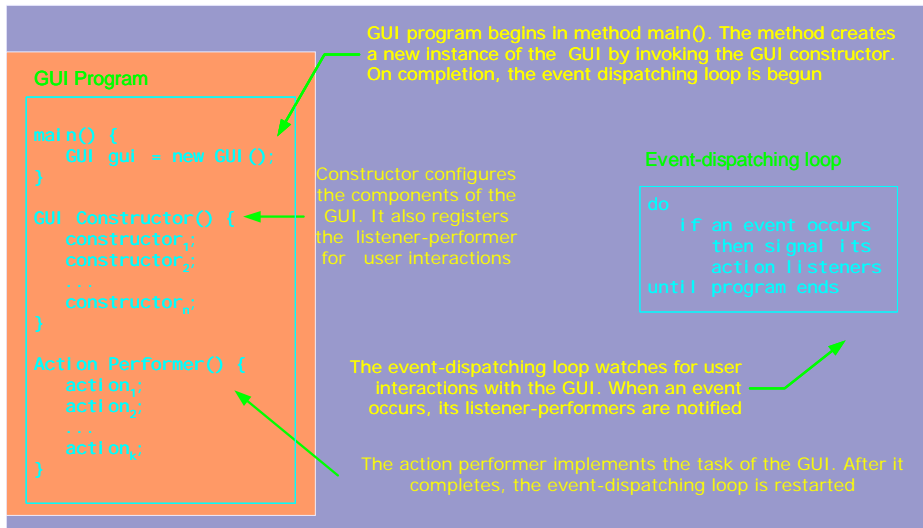 GUI program begins in method main(). The method creates
a new instance of the GUI by invoking the GUI constructor.
On completion, the event dispatching loop is begun
GUI Program
main() {
GUI gui = new GUI();
}
GUI Constructor() {
constructor1;
constructor2;
...
constructorn;
}
Action Performer() {
action1;
action2;
...
actionk;
}
Constructor configures
the components of the
GUI. It also registers
the listener-performer
for user interactions
Event-dispatching loop
do
if an event occurs
then signal its
action listeners
until program ends
The event-dispatching loop watches for user
interactions with the GUI. When an event
occurs, its listener-performers are notified
The action performer implements the task of the GUI. After it
completes, the event-dispatching loop is restarted